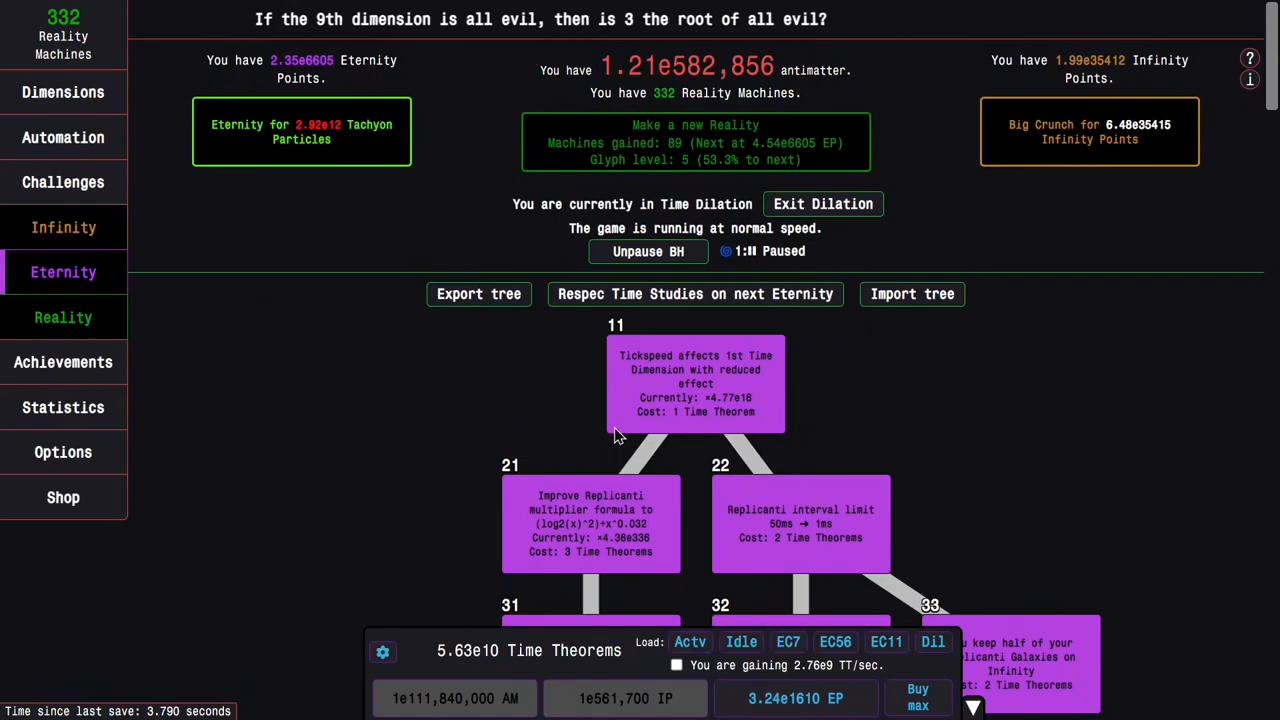 332
Reality
Machines
Dimensions
Automation
Challenges
Infinity
Eternity
Reality
Achievements
Statistics
Options
Shop
If the 9th dimension is all evil, then is 3 the root of all evil?
You have 2.35e6605 Eternity
Points.
Eternity for 2.92e12 Tachyon
Particles
You have 1.21e582,856 antimatter.
You have 332 Reality Machines.
Make a new Reality
Machines gained: 89 (Next at 4.54e6605 EP)
Glyph level: 5 (53.3% to next)
You have 1.99e35412 Infinity
Points.
Big Crunch for 6.48e35415
Infinity Points
?
i
You are currently in Time Dilation Exit Dilation
The game is running at normal speed.
Unpause BH 1: Paused
Export tree Respec Time Studies on next Eternity Import tree
11
Tickspeed affects 1st Time
Dimension with reduced
effect
Currently: ×4.77e16
Cost: 1 Time Theorem
21
Improve Replicanti
multiplier formula to
(log2(x)^2)+x^0.032
Currently: ×4.36e336
Cost: 3 Time Theorems
22
Replicanti interval limit
50ms ➜ 1ms
Cost: 2 Time Theorems
31
32
33
keep half of your
Galaxies on
Infinity
2 Time Theorems
5.63e10 Time Theorems Load: Actv Idle EC7 EC56 EC11 Dil
You are gaining 2.76e9 TT/sec.
1e111,840,000 AM 1e561,700 IP 3.24e1610 EP Buy
max
Time since last save: 3.790 seconds